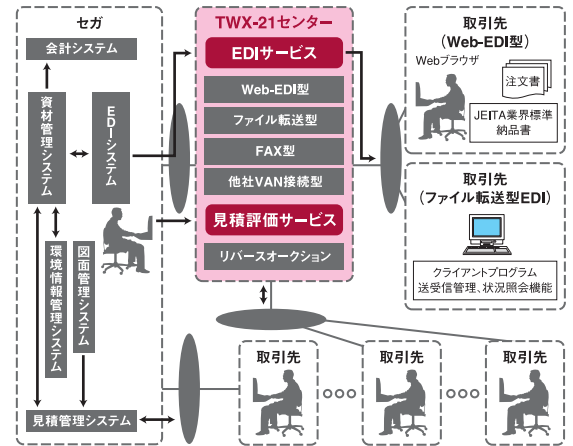 セガ
会計システム
資材管理システム
EDIシステム
環境情報管理システム
図面管理システム
見積管理システム
TWX-21センター
EDIサービス
Web-EDI型
ファイル転送型
FAX型
他社VAN接続型
見積評価サービス
リバースオークション
取引先
(Web-EDI型)
Webブラウザ
注文書
JEITA業界標準
納品書
取引先
(ファイル転送型EDI)
クライアントプログラム
送受信管理、状況照会機能
取引先
取引先
取引先